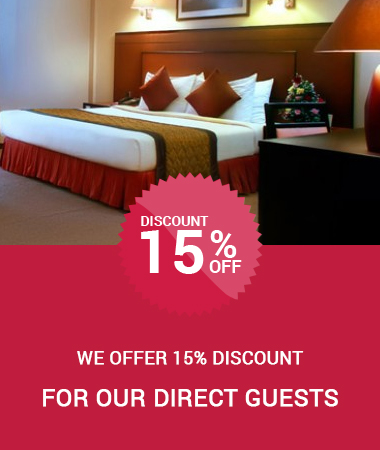 DISCOUNT
15% OFF
WE OFFER 15% DISCOUNT
FOR OUR DIRECT GUESTS